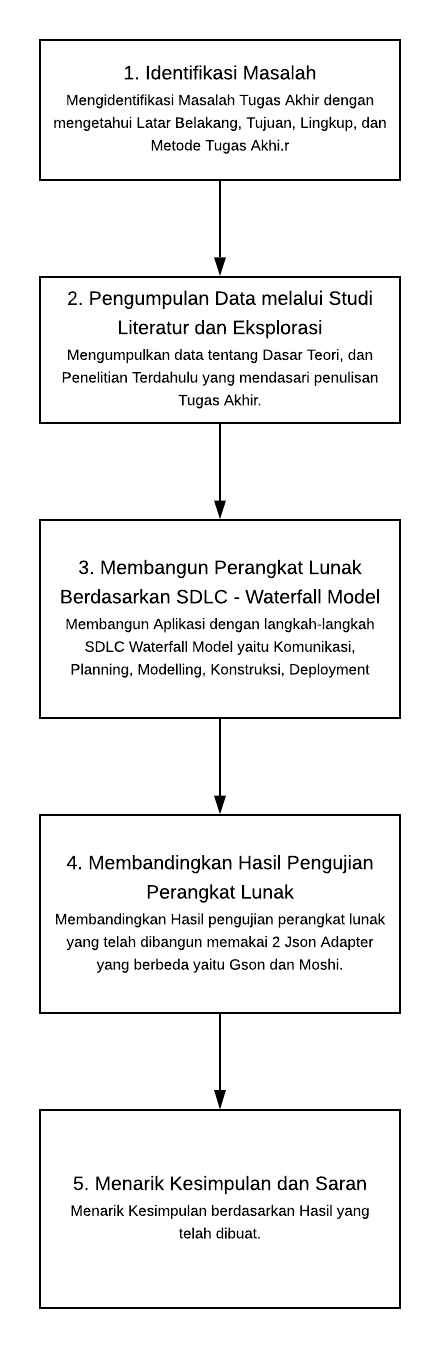 1. Identifikasi Masalah
Mengidentifikasi Masalah Tugas Akhir dengan
mengetahui Latar Belakang, Tujuan, Lingkup, dan
Metode Tugas Akhi.r
2. Pengumpulan Data melalui Studi
Literatur dan Eksplorasi
Mengumpulkan data tentang Dasar Teori, dan
Penelitian Terdahulu yang mendasari penulisan
Tugas Akhir.
3. Membangun Perangkat Lunak
Berdasarkan SDLC - Waterfall Model
Membangun Aplikasi dengan langkah-langkah
SDLC Waterfall Model yaitu Komunikasi,
Planning, Modelling, Konstruksi, Deployment
4. Membandingkan Hasil Pengujian
Perangkat Lunak
Membandingkan Hasil pengujian perangkat lunak
yang telah dibangun memakai 2 Json Adapter
yang berbeda yaitu Gson dan Moshi.
5. Menarik Kesimpulan dan Saran
Menarik Kesimpulan berdasarkan Hasil yang
telah dibuat.